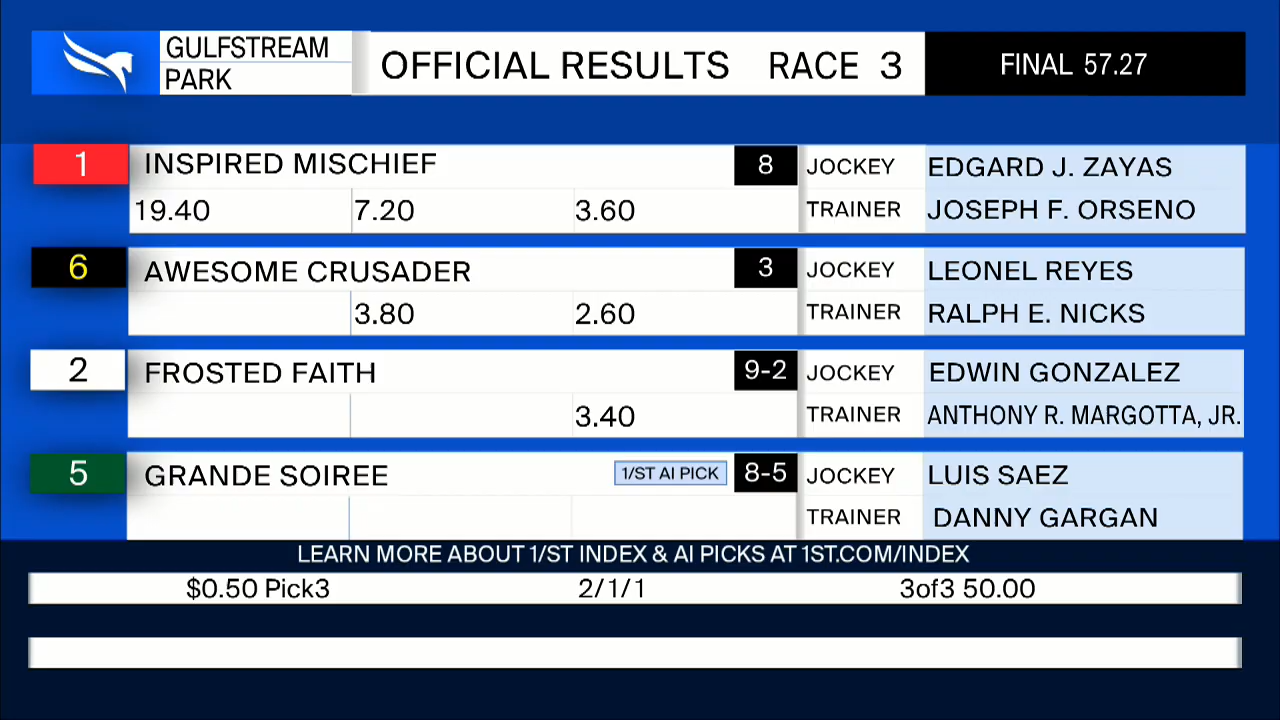 GULFSTREAM
PARK
OFFICIAL RESULTS RACE 3
FINAL 57.27
1 INSPIRED MISCHIEF 8 JOCKEY EDGARD J. ZAYAS
19.40 7.20 3.60 TRAINER JOSEPH F. ORSENO
6 AWESOME CRUSADER 3 JOCKEY LEONEL REYES
3.80 2.60 TRAINER RALPH E. NICKS
2 FROSTED FAITH 9-2 JOCKEY EDWIN GONZALEZ
3.40 TRAINER ANTHONY R. MARGOTTA, JR.
5 GRANDE SOIREE 1/ST AI PICK 8-5 JOCKEY LUIS SAEZ
TRAINER DANNY GARGAN
LEARN MORE ABOUT 1/ST INDEX & AI PICKS AT 1ST.COM/INDEX
$0.50 Pick3 2/1/1 3of3 50.00